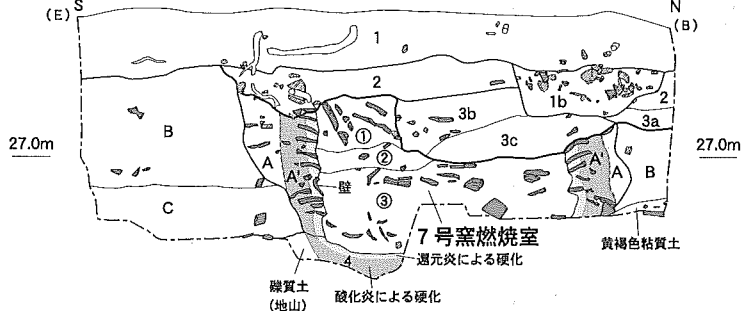 S
(E)
N
(B)
1
θ
2
1b
2
3b
3a
3c
B
A
A'
①
②
③
壁
A'
A
B
C
27.0m
27.0m
7号窯燃焼室
還元炎による硬化
4
黄褐色粘質土
礫質土
(地山)
酸化炎による硬化